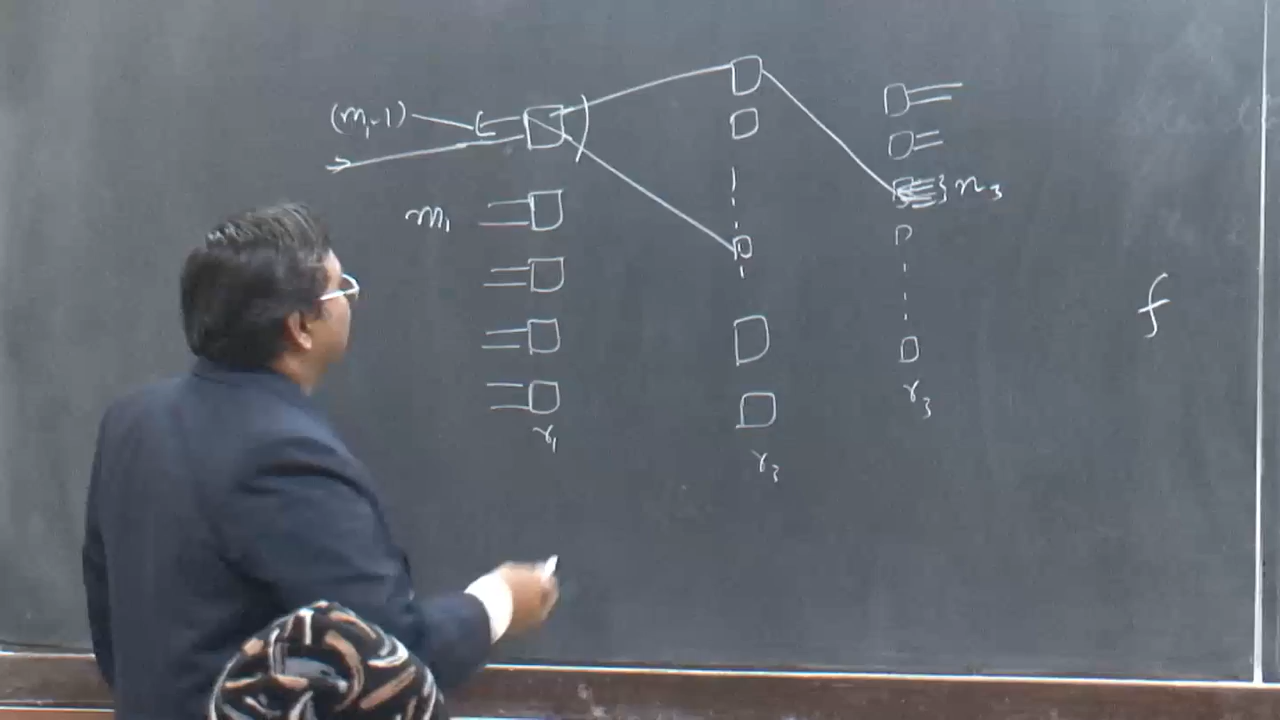 (m₁-1)
m₁
n₃
f
r₁
r₂
r₃